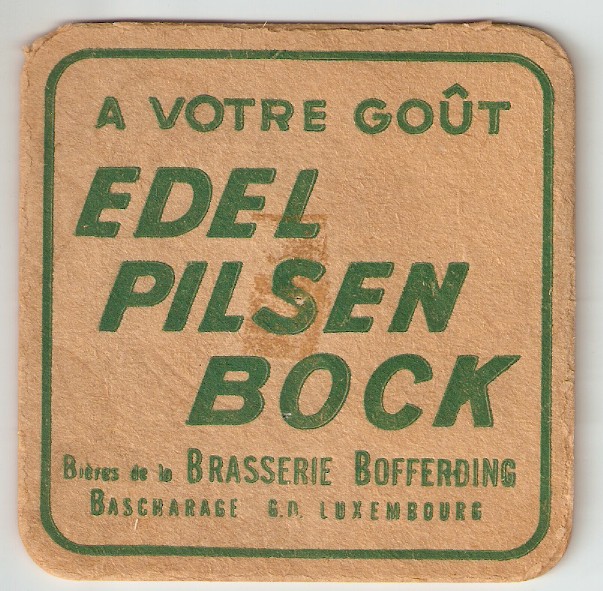 A VOTRE GOÛT
EDEL
PILSEN
BOCK
Bières de la BRASSERIE BOFFERDING
BASCHARAGE G.D. LUXEMBOURG